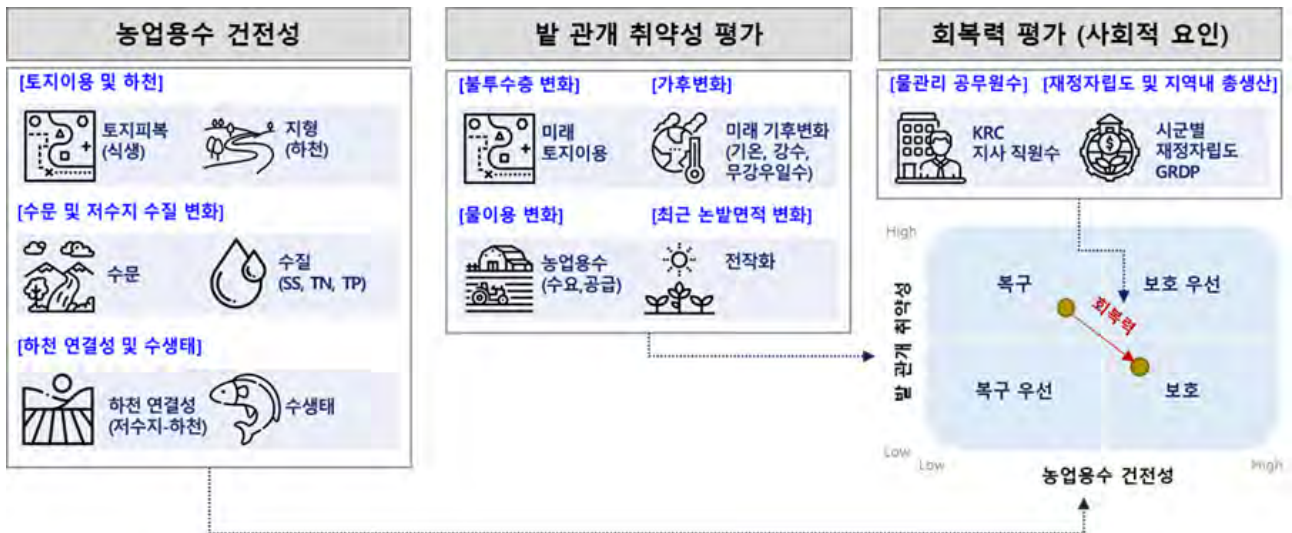 농업용수 건전성
[토지이용 및 하천]
토지피복
(식생)
지형
(하천)
[수문 및 저수지 수질 변화]
수문
수질
(SS, TN, TP)
[하천 연결성 및 수생태]
하천 연결성
(저수지-하천)
수생태
밭 관개 취약성 평가
[불투수층 변화]
[기후변화]
미래
토지이용
미래 기후변화
(기온, 강수,
무강우일수)
[물이용 변화]
[최근 논밭면적 변화]
농업용수
(수요,공급)
전작화
회복력 평가 (사회적 요인)
[물관리 공무원수]
[재정자립도 및 지역내 총생산]
KRC
지사 직원수
시군별
재정자립도
GRDP
High
밭 관개 취약성
복구
보호 우선
회복력
복구 우선
보호
Low
Low
High
농업용수 건전성